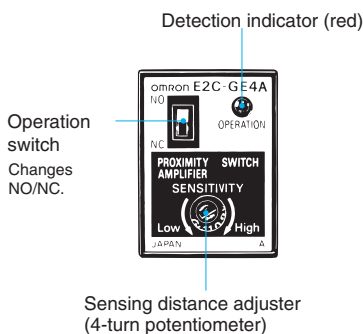 Detection indicator (red)
omron E2C-GE4A
NO
OPERATION
Operation
switch
Changes
NO/NC.
NC
PROXIMITY SWITCH
AMPLIFIER
SENSITIVITY
Low High
JAPAN A
Sensing distance adjuster
(4-turn potentiometer)